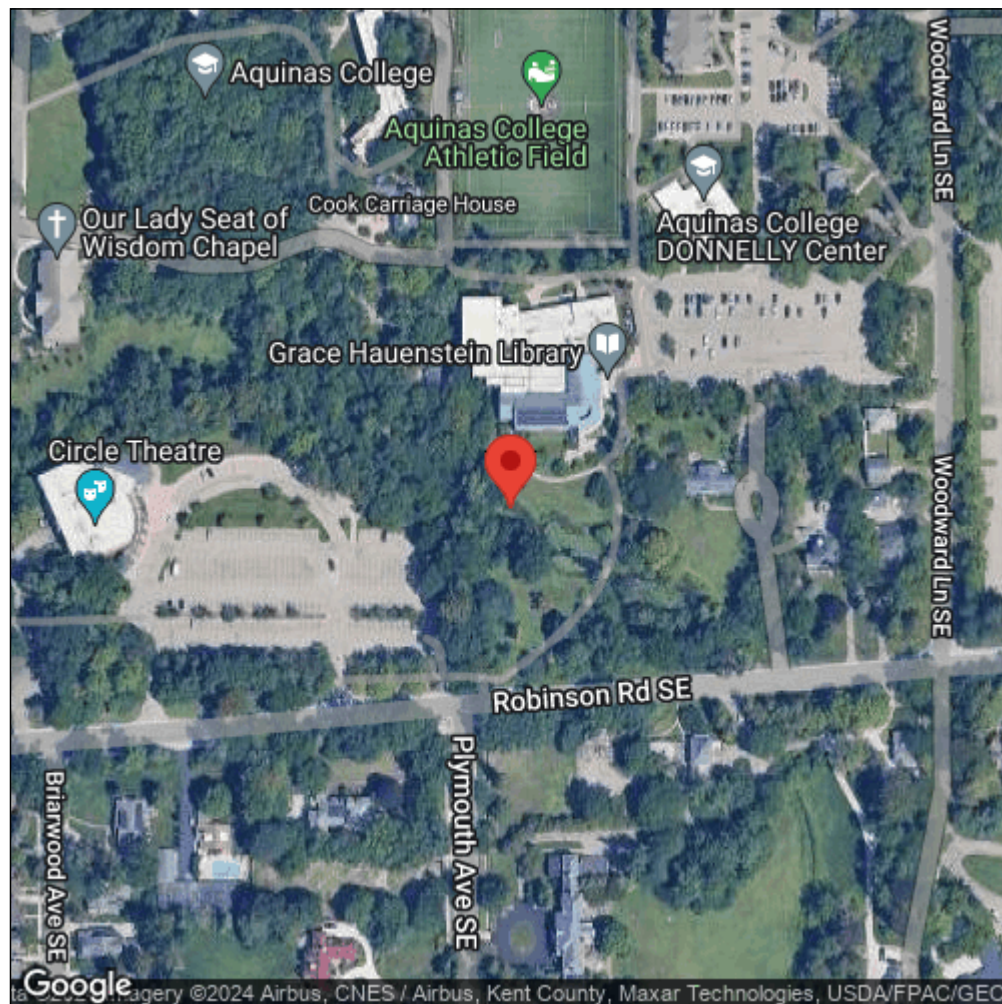 Aquinas College
Aquinas College
Athletic Field
Woodward Ln SE
Cook Carriage House
Our Lady Seat of
Wisdom Chapel
Aquinas College
DONNELLY Center
Grace Hauenstein Library
Circle Theatre
Woodward Ln SE
Robinson Rd SE
Briarwood Ave SE
Plymouth Ave SE
Google
Imagery ©2024 Airbus, CNES / Airbus, Kent County, Maxar Technologies, USDA/FPAC/GEO